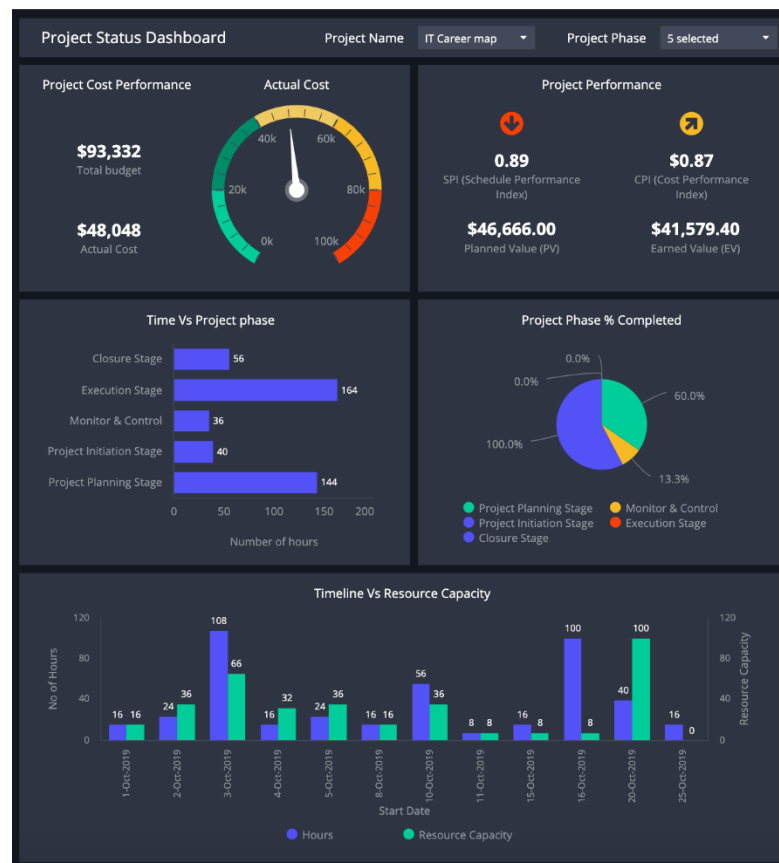 Project Status Dashboard
Project Name
IT Career map
Project Phase
5 selected
Project Cost Performance
Actual Cost
$93,332
Total budget
$48,048
Actual Cost
0k
20k
40k
60k
80k
100k
Project Performance
0.89
SPI (Schedule Performance
Index)
$0.87
CPI (Cost Performance
Index)
$46,666.00
Planned Value (PV)
$41,579.40
Earned Value (EV)
Time Vs Project phase
Closure Stage
56
Execution Stage
164
Monitor & Control
36
Project Initiation Stage
40
Project Planning Stage
144
0 50 100 150 200
Number of hours
Project Phase % Completed
0.0%
0.0%
60.0%
100.0%
13.3%
Project Planning Stage
Monitor & Control
Project Initiation Stage
Execution Stage
Closure Stage
Timeline Vs Resource Capacity
No of Hours
120
80
40
0
16 16
24 36
108 66
16 32
24 36
16 16
56 36
8 8
16 8
100 8
40 100
16 0
120
80
40
0
Resource Capacity
1-Oct-2019
2-Oct-2019
3-Oct-2019
4-Oct-2019
5-Oct-2019
8-Oct-2019
10-Oct-2019
11-Oct-2019
15-Oct-2019
16-Oct-2019
20-Oct-2019
25-Oct-2019
Start Date
Hours
Resource Capacity